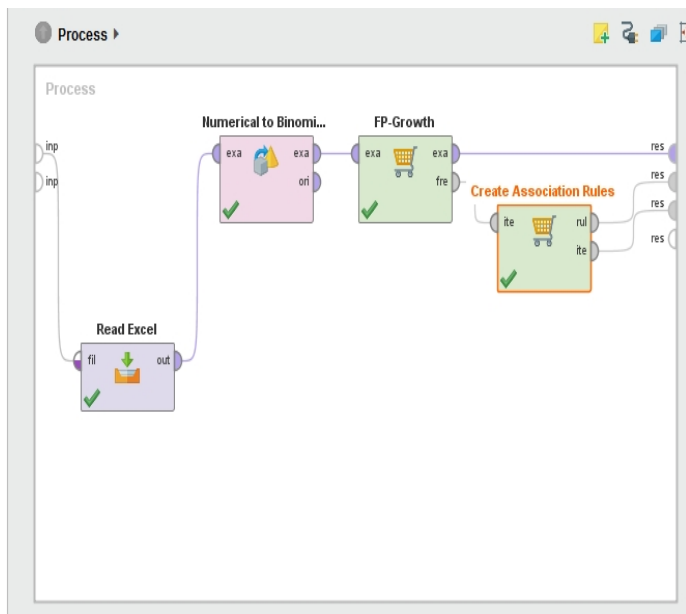 Process
Process
Numerical to Binomi...
FP-Growth
inp
inp
exa
exa
ori
exa
exa
fre
res
res
res
res
Create Association Rules
ite
rul
ite
Read Excel
fil
out